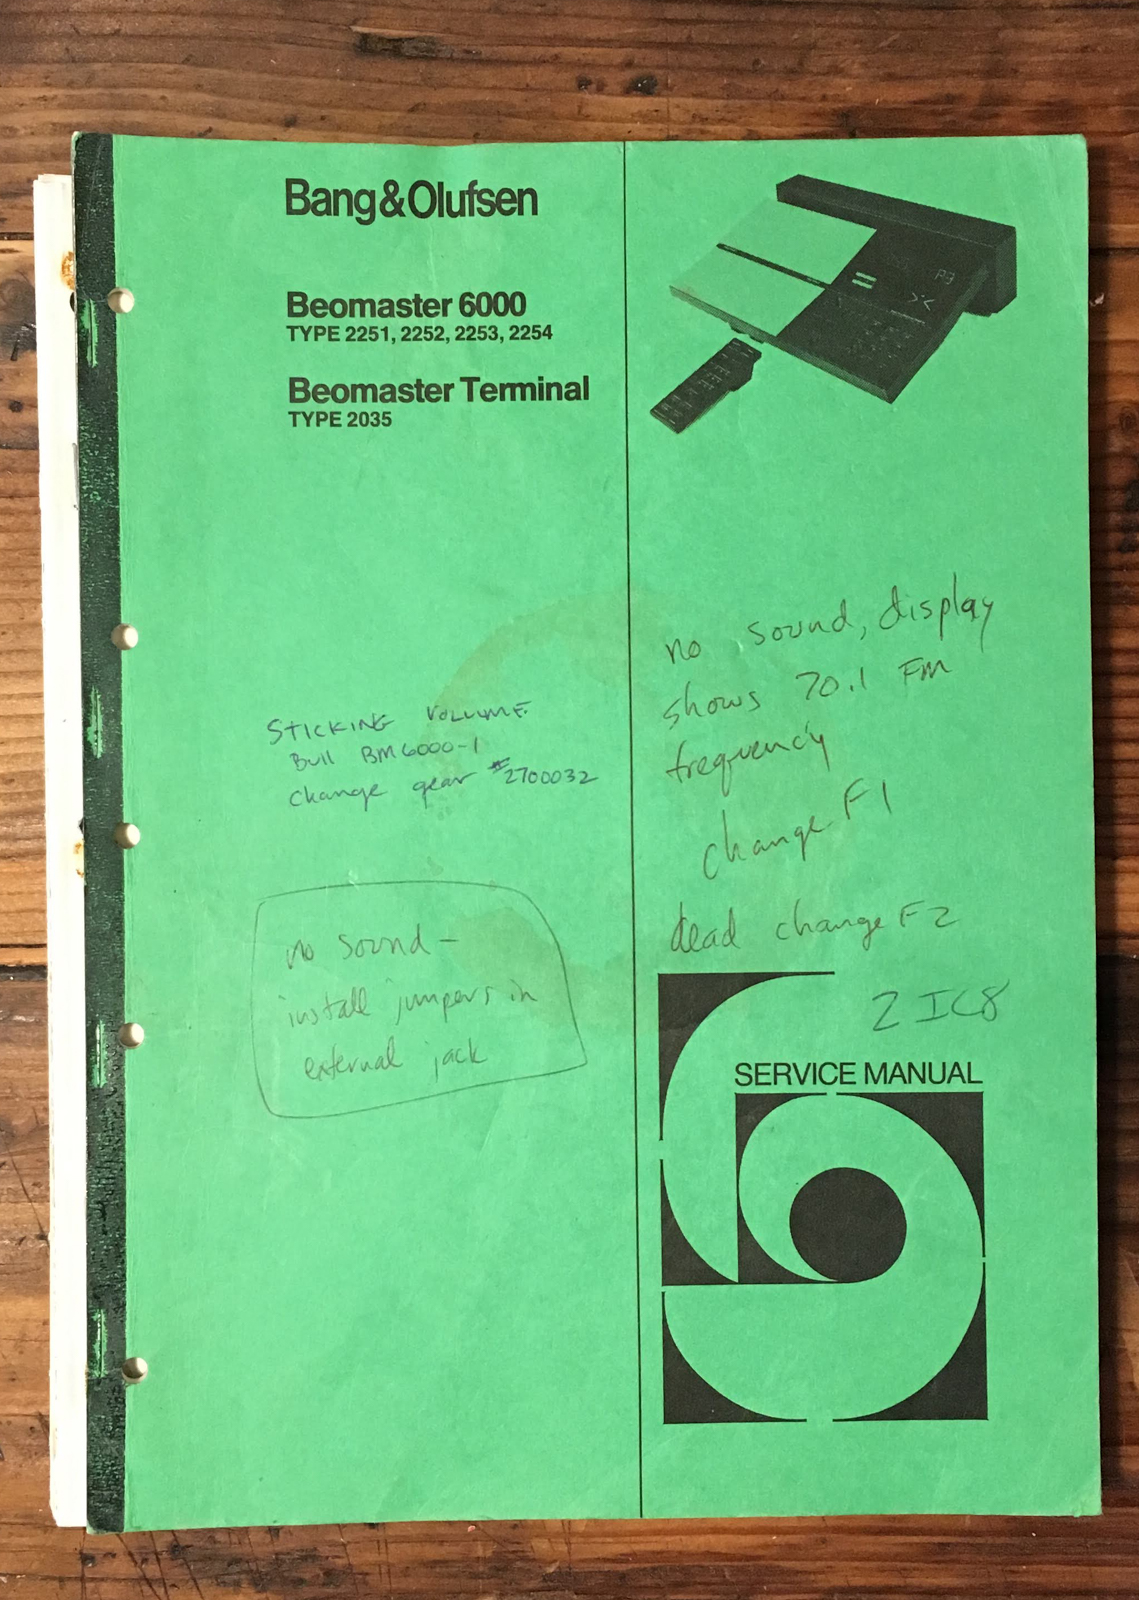 Bang&Olufsen
Beomaster 6000
TYPE 2251, 2252, 2253, 2254
Beomaster Terminal
TYPE 2035
STICKING VOLUME
Bull BM6000-1
change gear #2700032
no sound -
install jumpers in
external jack
no sound, display
shows 70.1 FM
frequency
change F1
dead change F2
2 IC8
SERVICE MANUAL